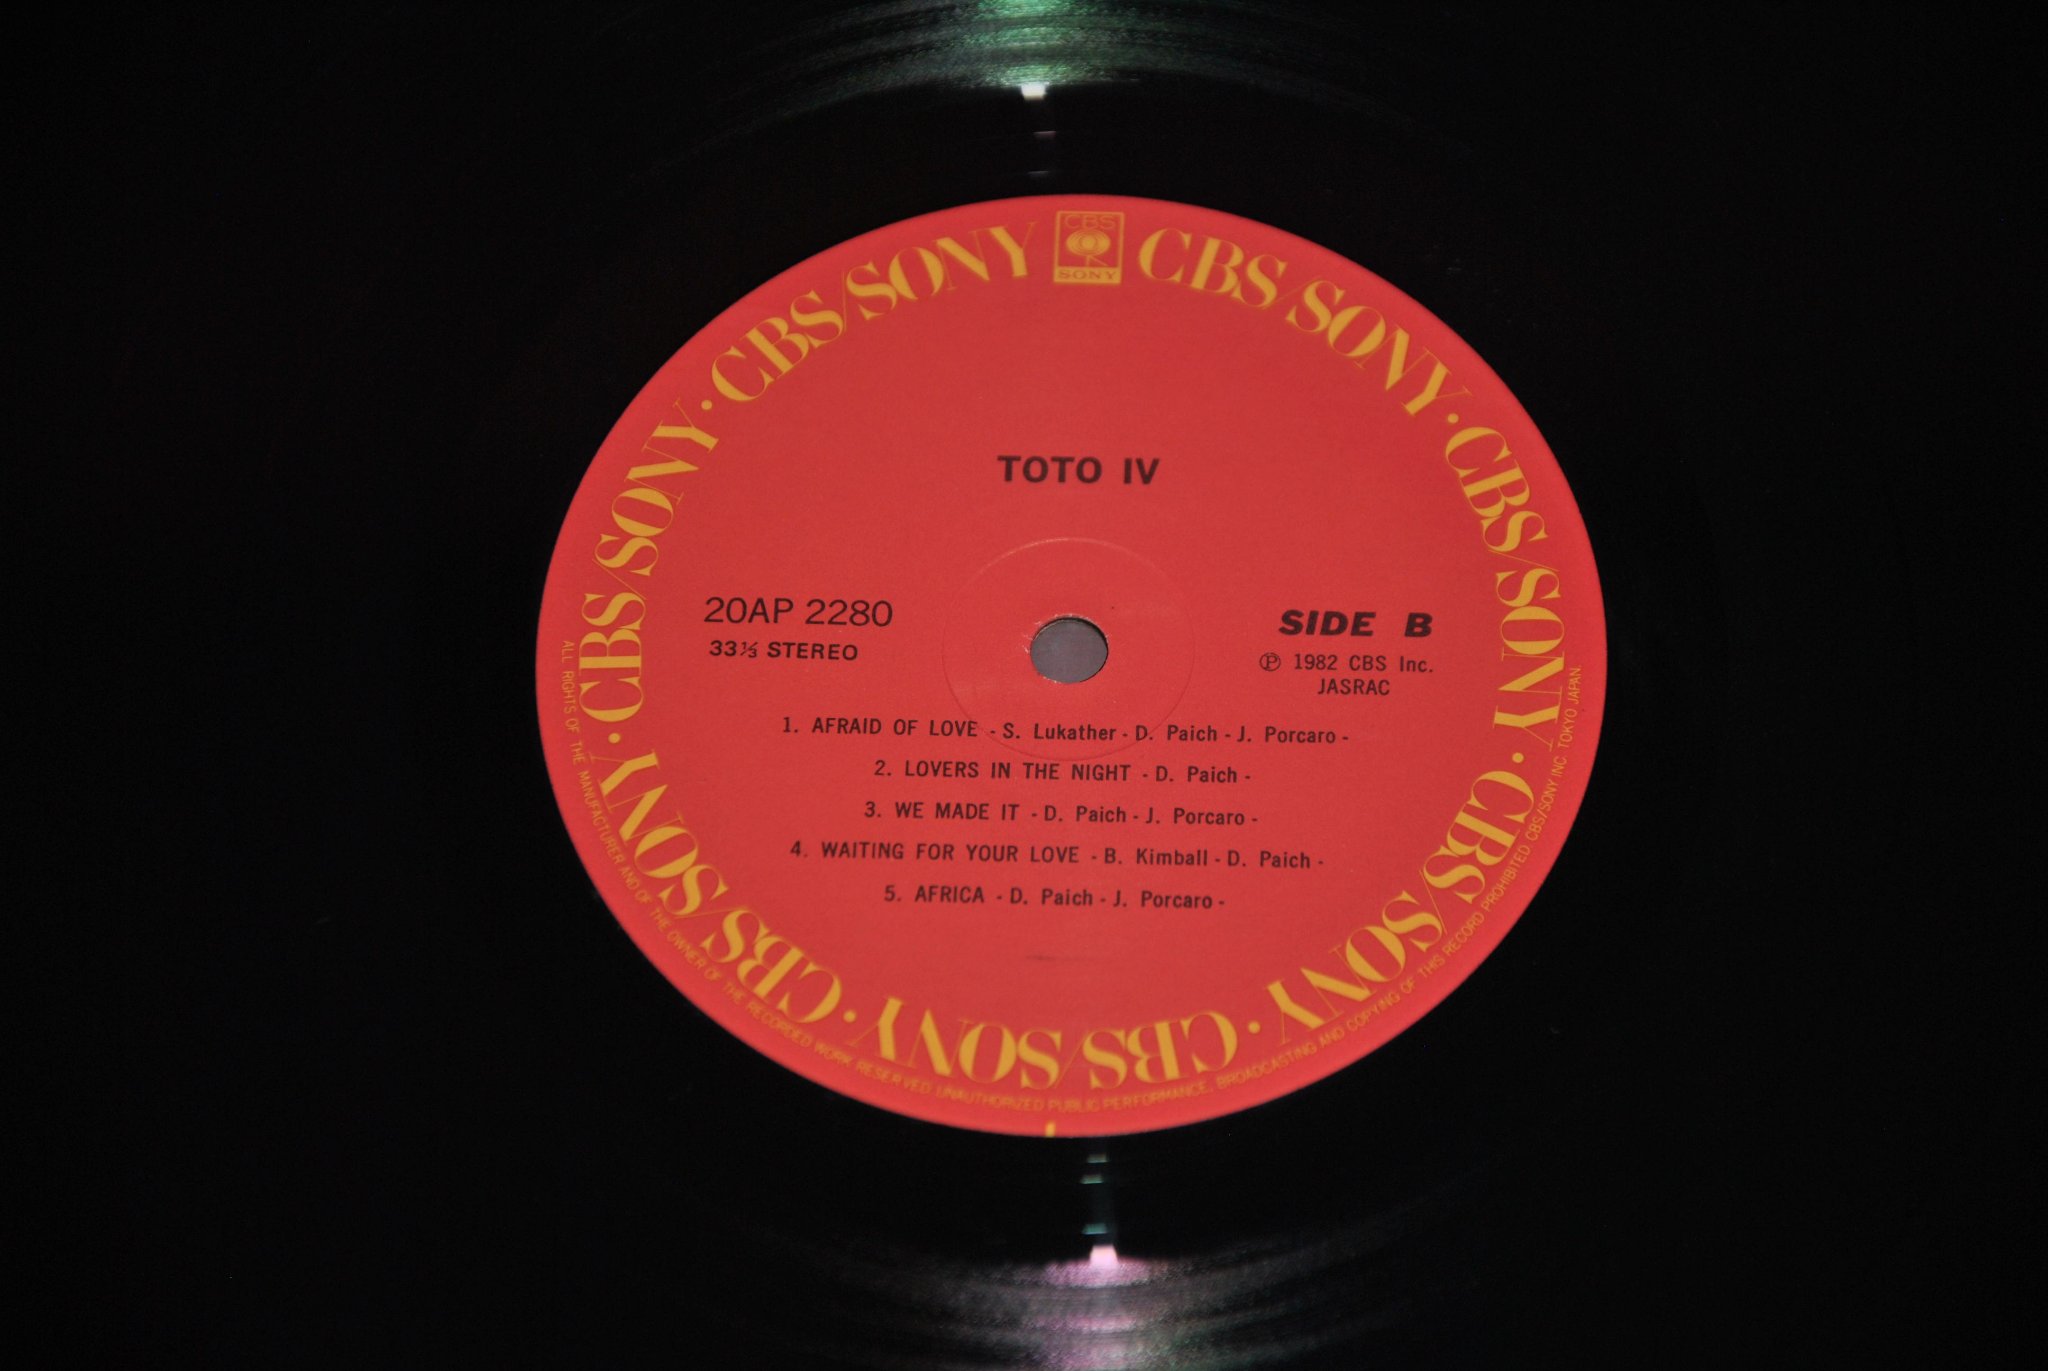 CBS
SONY
CBS/SONY · CBS/SONY · CBS/SONY · CBS/SONY · CBS/SONY · CBS/SONY · CBS/SONY · CBS/SONY
TOTO IV
20AP 2280
33⅓ STEREO
SIDE B
Ⓟ 1982 CBS Inc.
JASRAC
1. AFRAID OF LOVE - S. Lukather - D. Paich - J. Porcaro -
2. LOVERS IN THE NIGHT - D. Paich -
3. WE MADE IT - D. Paich - J. Porcaro -
4. WAITING FOR YOUR LOVE - B. Kimball - D. Paich -
5. AFRICA - D. Paich - J. Porcaro -
ALL RIGHTS OF THE MANUFACTURER AND OF THE OWNER OF THE RECORDED WORK RESERVED UNAUTHORIZED PUBLIC PERFORMANCE, BROADCASTING AND COPYING OF THIS RECORD PROHIBITED CBS/SONY INC TOKYO JAPAN.